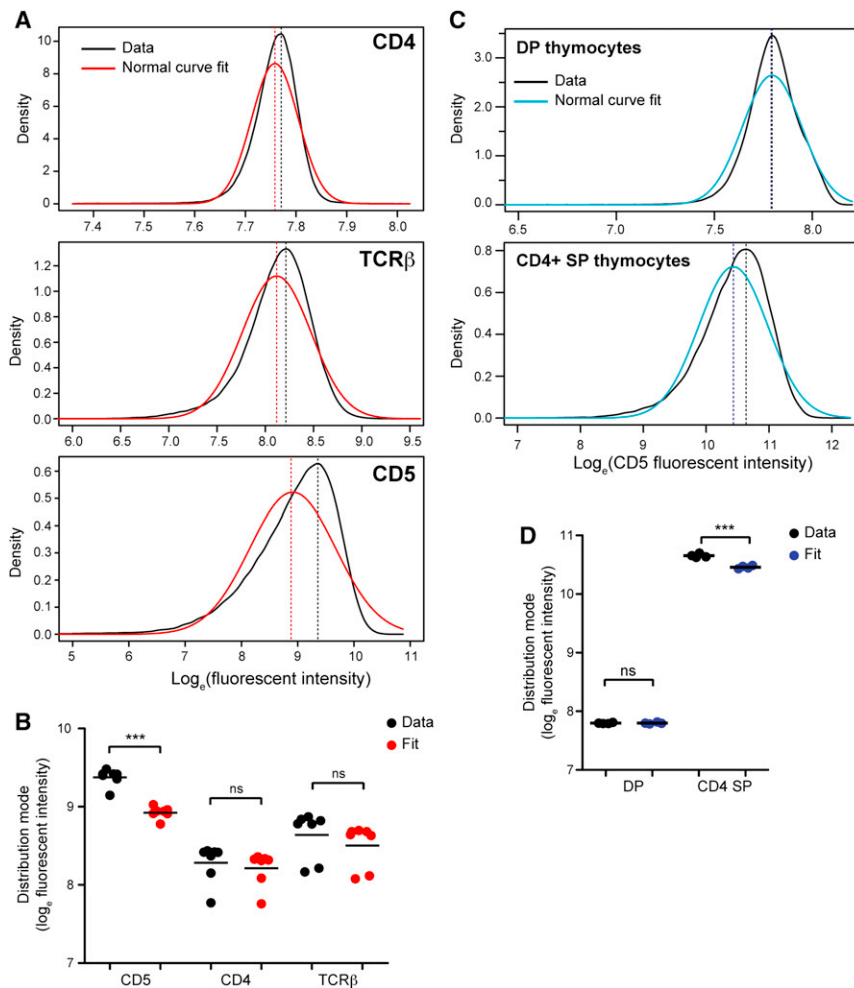 A
CD4
Data
Normal curve fit
Density
10
8
6
4
2
0
7.4 7.5 7.6 7.7 7.8 7.9 8.0
TCRβ
Density
1.2
1.0
0.8
0.6
0.4
0.2
0.0
6.0 6.5 7.0 7.5 8.0 8.5 9.0 9.5
CD5
Density
0.6
0.5
0.4
0.3
0.2
0.1
0.0
5 6 7 8 9 10 11
Loge(fluorescent intensity)
B
Data
Fit
Distribution mode
(loge fluorescent intensity)
10
9
8
7
***
ns
ns
CD5 CD4 TCRβ
C
DP thymocytes
Data
Normal curve fit
Density
3.0
2.0
1.0
0.0
6.5 7.0 7.5 8.0
CD4+ SP thymocytes
Density
0.8
0.6
0.4
0.2
0.0
7 8 9 10 11 12
Loge(CD5 fluorescent intensity)
D
Data
Fit
Distribution mode
(loge fluorescent intensity)
11
10
9
8
7
***
ns
DP CD4 SP